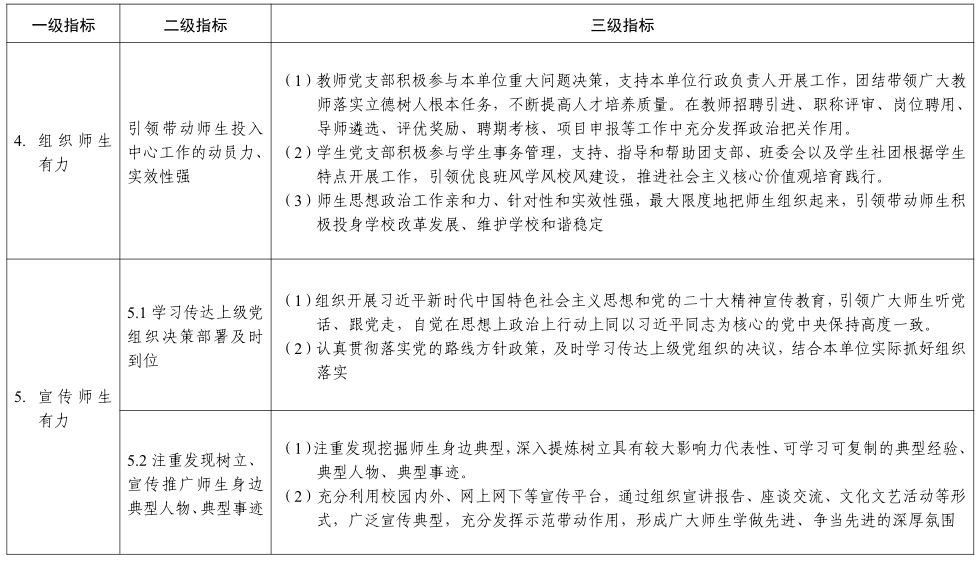 一级指标
二级指标
三级指标
4. 组织师生
有力
引领带动师生投入
中心工作的动员力、
实效性强
（1）教师党支部积极参与本单位重大问题决策，支持本单位行政负责人开展工作，团结带领广大教
师落实立德树人根本任务，不断提高人才培养质量。在教师招聘引进、职称评审、岗位聘用、
导师遴选、评优奖励、聘期考核、项目申报等工作中充分发挥政治把关作用。
（2）学生党支部积极参与学生事务管理，支持、指导和帮助团支部、班委会以及学生社团根据学生
特点开展工作，引领优良班风学风校风建设，推进社会主义核心价值观培育践行。
（3）师生思想政治工作亲和力、针对性和实效性强，最大限度地把师生组织起来，引领带动师生积
极投身学校改革发展、维护学校和谐稳定
5. 宣传师生
有力
5.1 学习传达上级党
组织决策部署及时
到位
（1）组织开展习近平新时代中国特色社会主义思想和党的二十大精神宣传教育，引领广大师生听党
话、跟党走，自觉在思想上政治上行动上同以习近平同志为核心的党中央保持高度一致。
（2）认真贯彻落实党的路线方针政策，及时学习传达上级党组织的决议，结合本单位实际抓好组织
落实
5.2 注重发现树立、
宣传推广师生身边
典型人物、典型事迹
（1）注重发现挖掘师生身边典型，深入提炼树立具有较大影响力代表性、可学习可复制的典型经验、
典型人物、典型事迹。
（2）充分利用校园内外、网上网下等宣传平台，通过组织宣讲报告、座谈交流、文化文艺活动等形
式，广泛宣传典型，充分发挥示范带动作用，形成广大师生学做先进、争当先进的深厚氛围